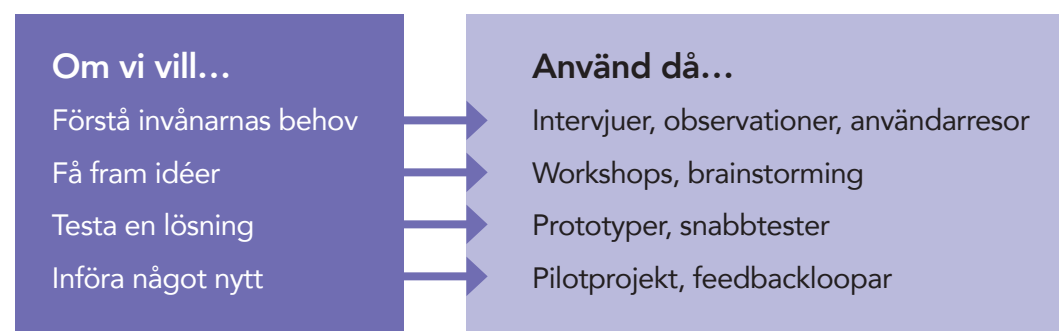 Om vi vill…
Använd då…
Förstå invånarnas behov
Intervjuer, observationer, användarresor
Få fram idéer
Workshops, brainstorming
Testa en lösning
Prototyper, snabbtester
Införa något nytt
Pilotprojekt, feedbackloopar